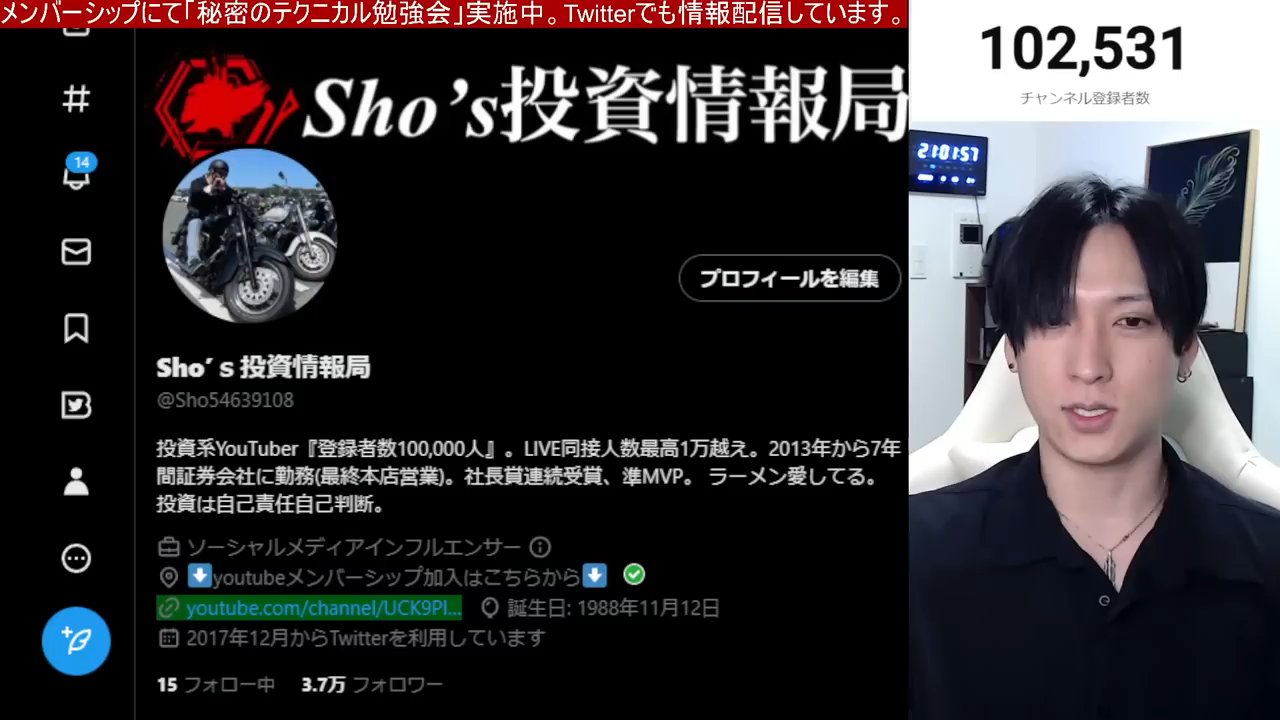 メンバーシップにて「秘密のテクニカル勉強会」実施中。Twitterでも情報配信しています。
102,531
チャンネル登録者数
Sho's投資情報局
21:01:57
14
プロフィールを編集
Sho′ｓ投資情報局
@Sho54639108
投資系YouTuber『登録者数100,000人』。LIVE同接人数最高1万越え。2013年から7年
間証券会社に勤務(最終本店営業)。社長賞連続受賞、準MVP。 ラーメン愛してる。
投資は自己責任自己判断。
ソーシャルメディアインフルエンサー
⬇youtubeメンバーシップ加入はこちらから⬇ ✅
youtube.com/channel/UCK9Pl... 誕生日: 1988年11月12日
2017年12月からTwitterを利用しています
15 フォロー中 3.7万 フォロワー